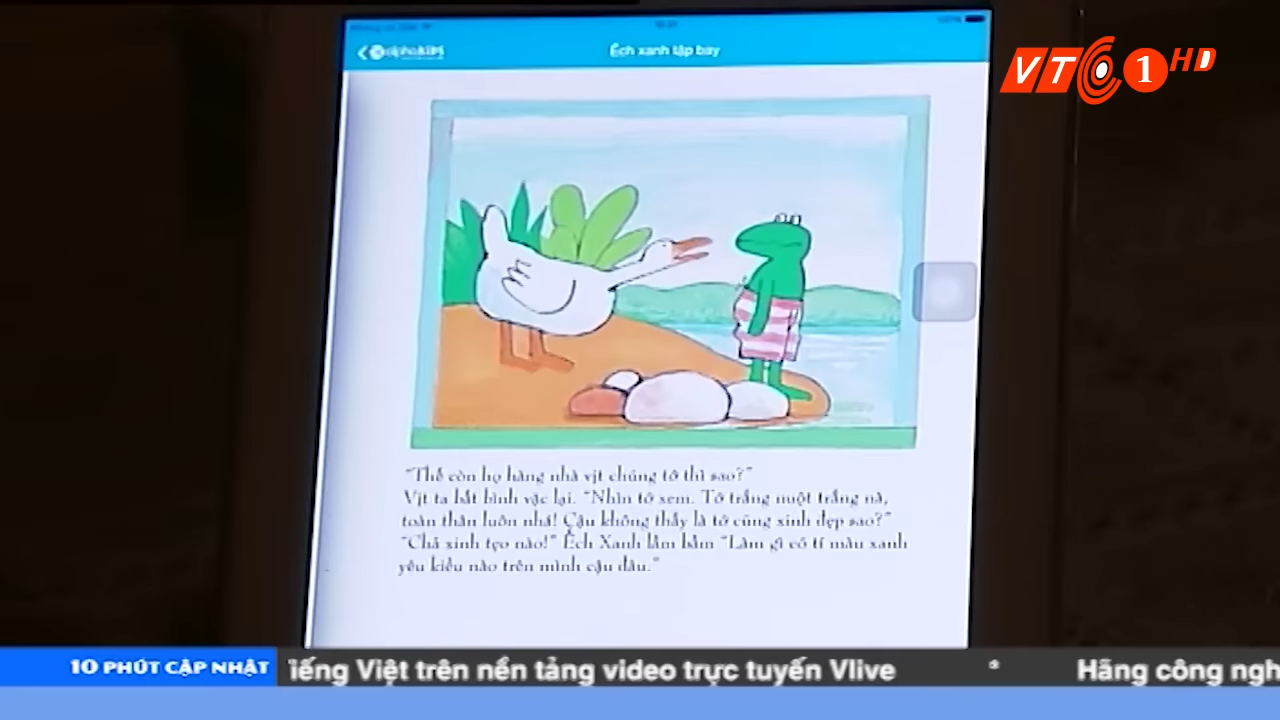 Ếch xanh tập bay
VTC 1 HD
"Thế còn họ hàng nhà vịt chúng tớ thì sao?"
Vịt ta bất bình vặc lại. "Nhìn tớ xem. Tớ trắng muột trắng nà,
toàn thân luôn nhá! Cậu không thấy là tớ cũng xinh đẹp sao?"
"Chả xinh tẹo nào!" Ếch Xanh lẩm bẩm "Làm gì có tí màu xanh
yêu kiều nào trên mình cậu đâu."
10 PHÚT CẬP NHẬT
iếng Việt trên nền tảng video trực tuyến Vlive * Hãng công ngh